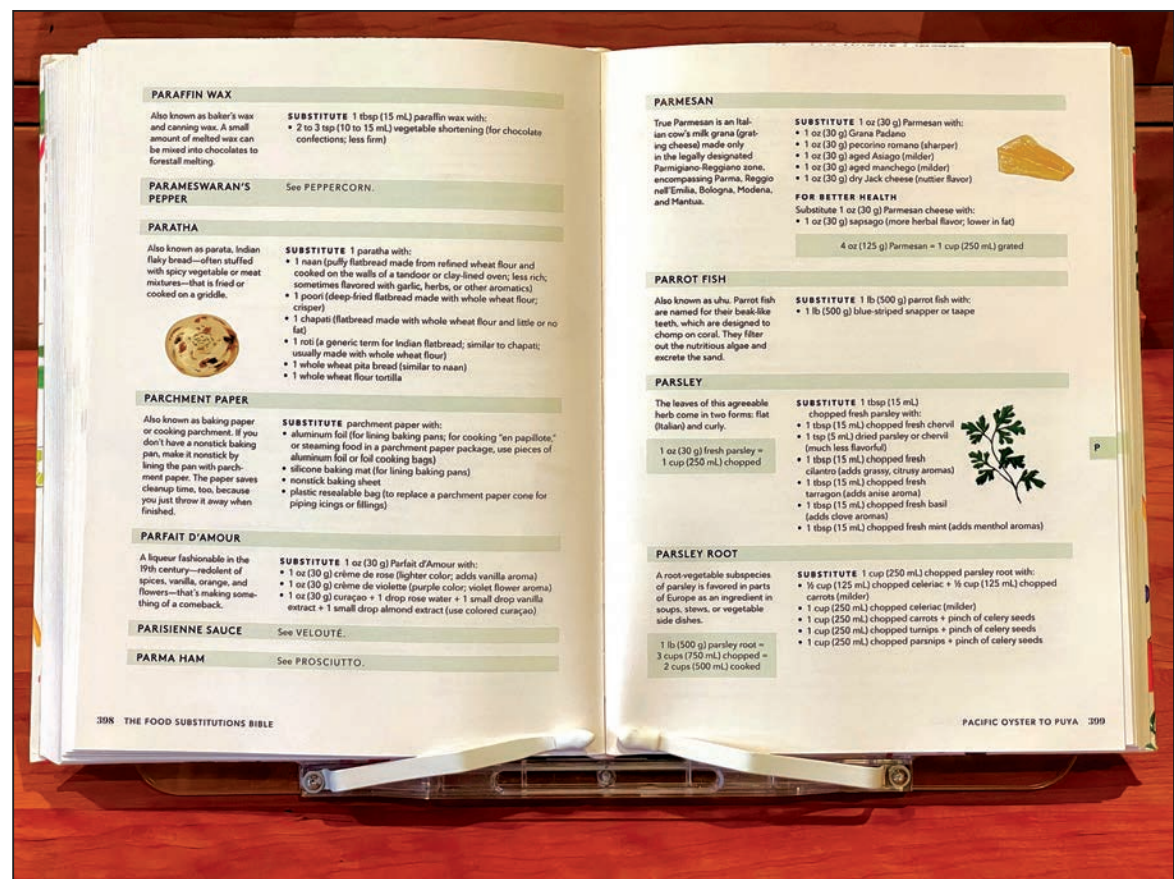 PARAFFIN WAX
Also known as baker's wax
and canning wax. A small
amount of melted wax can
be mixed into chocolates to
forestall melting.
SUBSTITUTE 1 tbsp (15 mL) paraffin wax with:
• 2 to 3 tsp (10 to 15 mL) vegetable shortening (for chocolate
confections; less firm)
PARAMESWARAN'S
PEPPER
See PEPPERCORN.
PARATHA
Also known as parata, Indian
flaky bread—often stuffed
with spicy vegetable or meat
mixtures—that is fried or
cooked on a griddle.
SUBSTITUTE 1 paratha with:
• 1 naan (puffy flatbread made from refined wheat flour and
cooked on the walls of a tandoor or clay-lined oven; less rich;
sometimes flavored with garlic, herbs, or other aromatics)
• 1 poori (deep-fried flatbread made with whole wheat flour;
crisper)
• 1 chapati (flatbread made with whole wheat flour and little or no
fat)
• 1 roti (a generic term for Indian flatbread; similar to chapati;
usually made with whole wheat flour)
• 1 whole wheat pita bread (similar to naan)
• 1 whole wheat flour tortilla
PARCHMENT PAPER
Also known as baking paper
or cooking parchment. If you
don't have a nonstick baking
pan, make it nonstick by
lining the pan with parch-
ment paper. The paper saves
cleanup time, too, because
you just throw it away when
finished.
SUBSTITUTE parchment paper with:
• aluminum foil (for lining baking pans; for cooking "en papillote,"
or steaming food in a parchment paper package, use pieces of
aluminum foil or foil cooking bags)
• silicone baking mat (for lining baking pans)
• nonstick baking sheet
• plastic resealable bag (to replace a parchment paper cone for
piping icings or fillings)
PARFAIT D'AMOUR
A liqueur fashionable in the
19th century—redolent of
spices, vanilla, orange, and
flowers—that's making some-
thing of a comeback.
SUBSTITUTE 1 oz (30 g) Parfait d'Amour with:
• 1 oz (30 g) crème de rose (lighter color; adds vanilla aroma)
• 1 oz (30 g) crème de violette (purple color; violet flower aroma)
• 1 oz (30 g) curaçao + 1 drop rose water + 1 small drop vanilla
extract + 1 small drop almond extract (use colored curaçao)
PARISIENNE SAUCE
See VELOUTÉ.
PARMA HAM
See PROSCIUTTO.
398 THE FOOD SUBSTITUTIONS BIBLE
PARMESAN
True Parmesan is an Ital-
ian cow's milk grana (grat-
ing cheese) made only
in the legally designated
Parmigiano-Reggiano zone,
encompassing Parma, Reggio
nell'Emilia, Bologna, Modena,
and Mantua.
SUBSTITUTE 1 oz (30 g) Parmesan with:
• 1 oz (30 g) Grana Padano
• 1 oz (30 g) pecorino romano (sharper)
• 1 oz (30 g) aged Asiago (milder)
• 1 oz (30 g) aged manchego (milder)
• 1 oz (30 g) dry Jack cheese (nuttier flavor)
FOR BETTER HEALTH
Substitute 1 oz (30 g) Parmesan cheese with:
• 1 oz (30 g) sapsago (more herbal flavor; lower in fat)
4 oz (125 g) Parmesan = 1 cup (250 mL) grated
PARROT FISH
Also known as uhu. Parrot fish
are named for their beak-like
teeth, which are designed to
chomp on coral. They filter
out the nutritious algae and
excrete the sand.
SUBSTITUTE 1 lb (500 g) parrot fish with:
• 1 lb (500 g) blue-striped snapper or taape
PARSLEY
The leaves of this agreeable
herb come in two forms: flat
(Italian) and curly.
1 oz (30 g) fresh parsley =
1 cup (250 mL) chopped
SUBSTITUTE 1 tbsp (15 mL)
chopped fresh parsley with:
• 1 tbsp (15 mL) chopped fresh chervil
• 1 tsp (5 mL) dried parsley or chervil
(much less flavorful)
• 1 tbsp (15 mL) chopped fresh
cilantro (adds grassy, citrusy aromas)
• 1 tbsp (15 mL) chopped fresh
tarragon (adds anise aroma)
• 1 tbsp (15 mL) chopped fresh basil
(adds clove aromas)
• 1 tbsp (15 mL) chopped fresh mint (adds menthol aromas)
P
PARSLEY ROOT
A root-vegetable subspecies
of parsley is favored in parts
of Europe as an ingredient in
soups, stews, or vegetable
side dishes.
1 lb (500 g) parsley root =
3 cups (750 mL) chopped =
2 cups (500 mL) cooked
SUBSTITUTE 1 cup (250 mL) chopped parsley root with:
• ½ cup (125 mL) chopped celeriac + ½ cup (125 mL) chopped
carrots (milder)
• 1 cup (250 mL) chopped celeriac (milder)
• 1 cup (250 mL) chopped carrots + pinch of celery seeds
• 1 cup (250 mL) chopped turnips + pinch of celery seeds
• 1 cup (250 mL) chopped parsnips + pinch of celery seeds
PACIFIC OYSTER TO PUYA 399